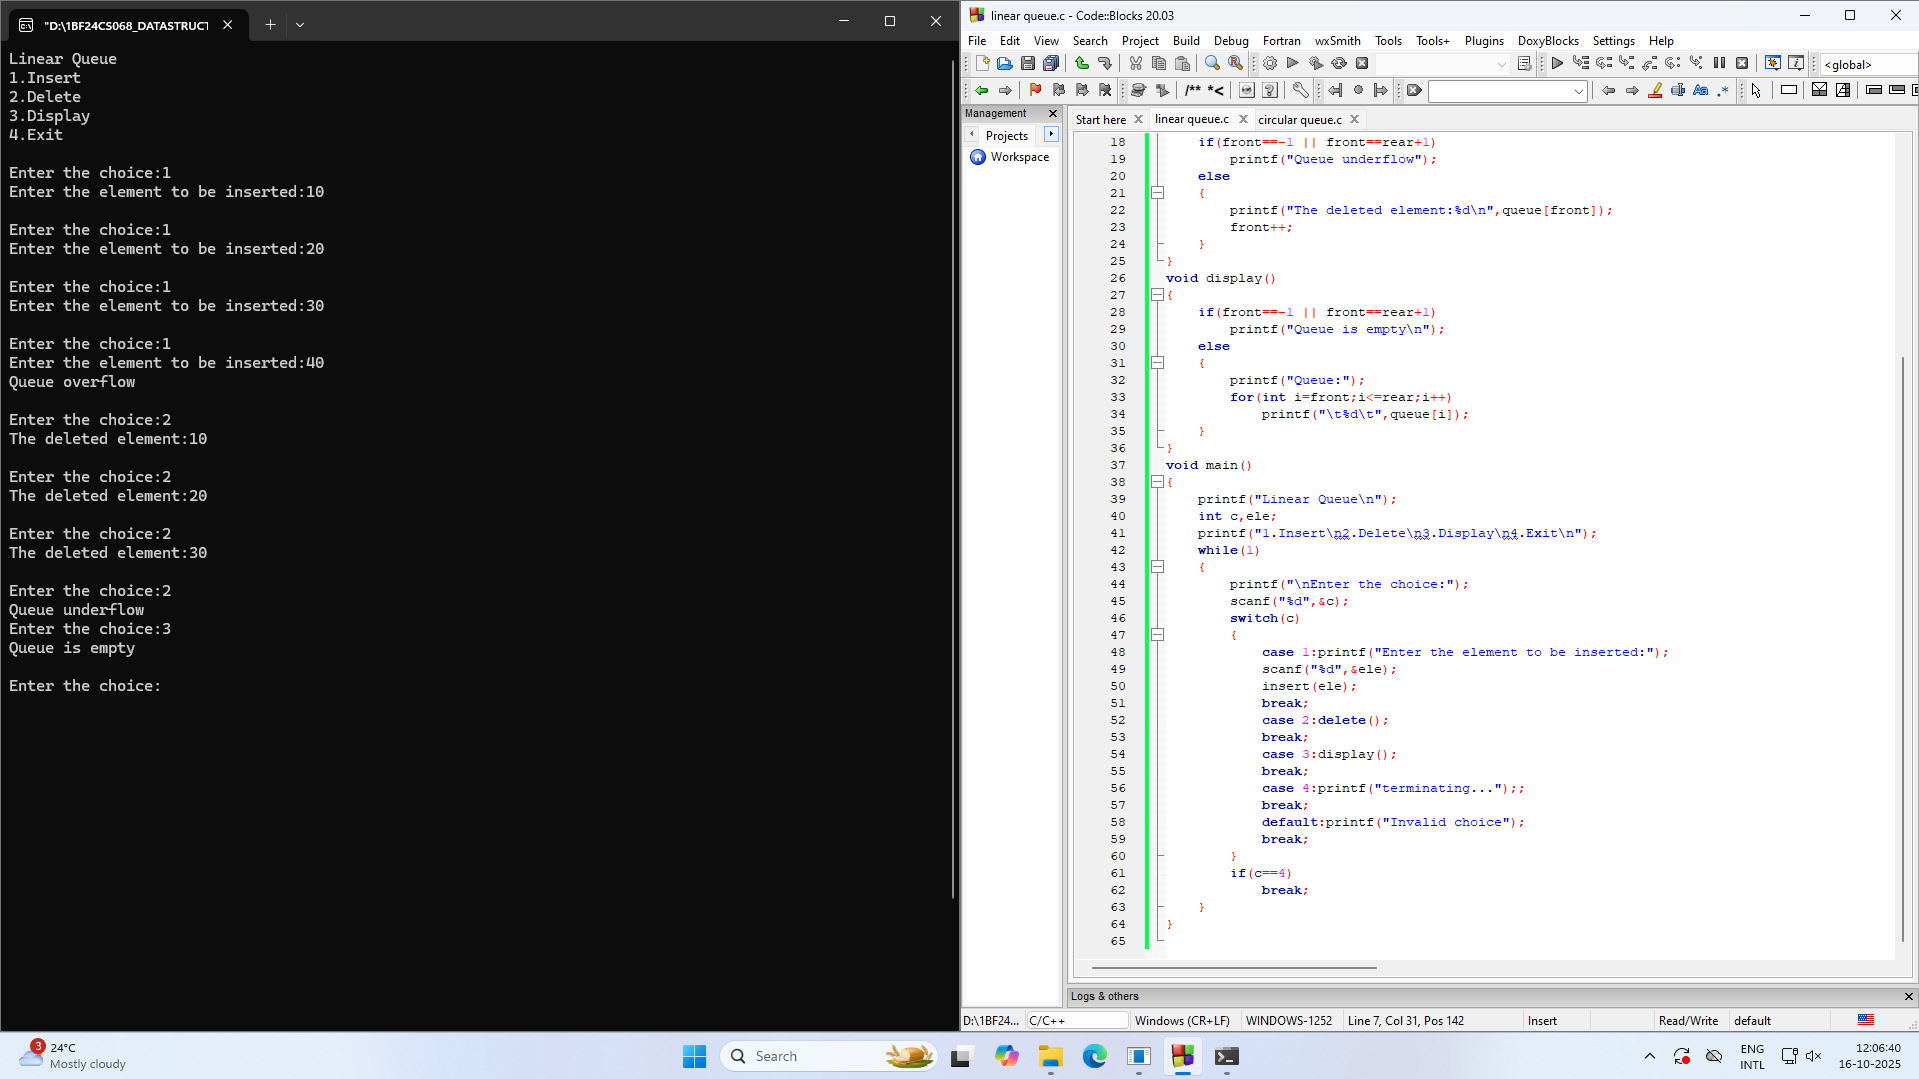 "D:\1BF24CS068_DATASTRUCT
Linear Queue
1.Insert
2.Delete
3.Display
4.Exit
Enter the choice:1
Enter the element to be inserted:10
Enter the choice:1
Enter the element to be inserted:20
Enter the choice:1
Enter the element to be inserted:30
Enter the choice:1
Enter the element to be inserted:40
Queue overflow
Enter the choice:2
The deleted element:10
Enter the choice:2
The deleted element:20
Enter the choice:2
The deleted element:30
Enter the choice:2
Queue underflow
Enter the choice:3
Queue is empty
Enter the choice:
linear queue.c - Code::Blocks 20.03
File Edit View Search Project Build Debug Fortran wxSmith Tools Tools+ Plugins DoxyBlocks Settings Help
<global>
/** *<
Management
Projects
Workspace
Start here linear queue.c circular queue.c
18 if(front==-1 || front==rear+1)
19 printf("Queue underflow");
20 else
21 {
22 printf("The deleted element:%d\n",queue[front]);
23 front++;
24 }
25 }
26 void display()
27 {
28 if(front==-1 || front==rear+1)
29 printf("Queue is empty\n");
30 else
31 {
32 printf("Queue:");
33 for(int i=front;i<=rear;i++)
34 printf("\t%d\t",queue[i]);
35 }
36 }
37 void main()
38 {
39 printf("Linear Queue\n");
40 int c,ele;
41 printf("1.Insert\n2.Delete\n3.Display\n4.Exit\n");
42 while(1)
43 {
44 printf("\nEnter the choice:");
45 scanf("%d",&c);
46 switch(c)
47 {
48 case 1:printf("Enter the element to be inserted:");
49 scanf("%d",&ele);
50 insert(ele);
51 break;
52 case 2:delete();
53 break;
54 case 3:display();
55 break;
56 case 4:printf("terminating...");;
57 break;
58 default:printf("Invalid choice");
59 break;
60 }
61 if(c==4)
62 break;
63 }
64 }
65
Logs & others
D:\1BF24... C/C++ Windows (CR+LF) WINDOWS-1252 Line 7, Col 31, Pos 142 Insert Read/Write default
3
24°C
Mostly cloudy
Search
ENG
INTL
12:06:40
16-10-2025